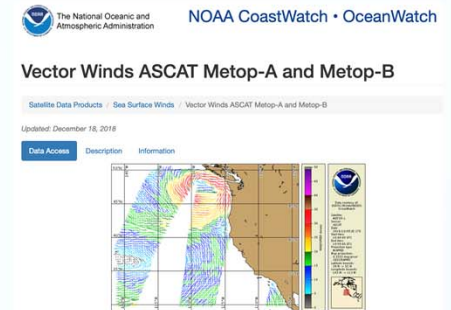 The National Oceanic and
Atmospheric Administration
NOAA CoastWatch • OceanWatch
Vector Winds ASCAT Metop-A and Metop-B
Satellite Data Products / Sea Surface Winds / Vector Winds ASCAT Metop-A and Metop-B
Updated: December 18, 2018
Data Access Description Information